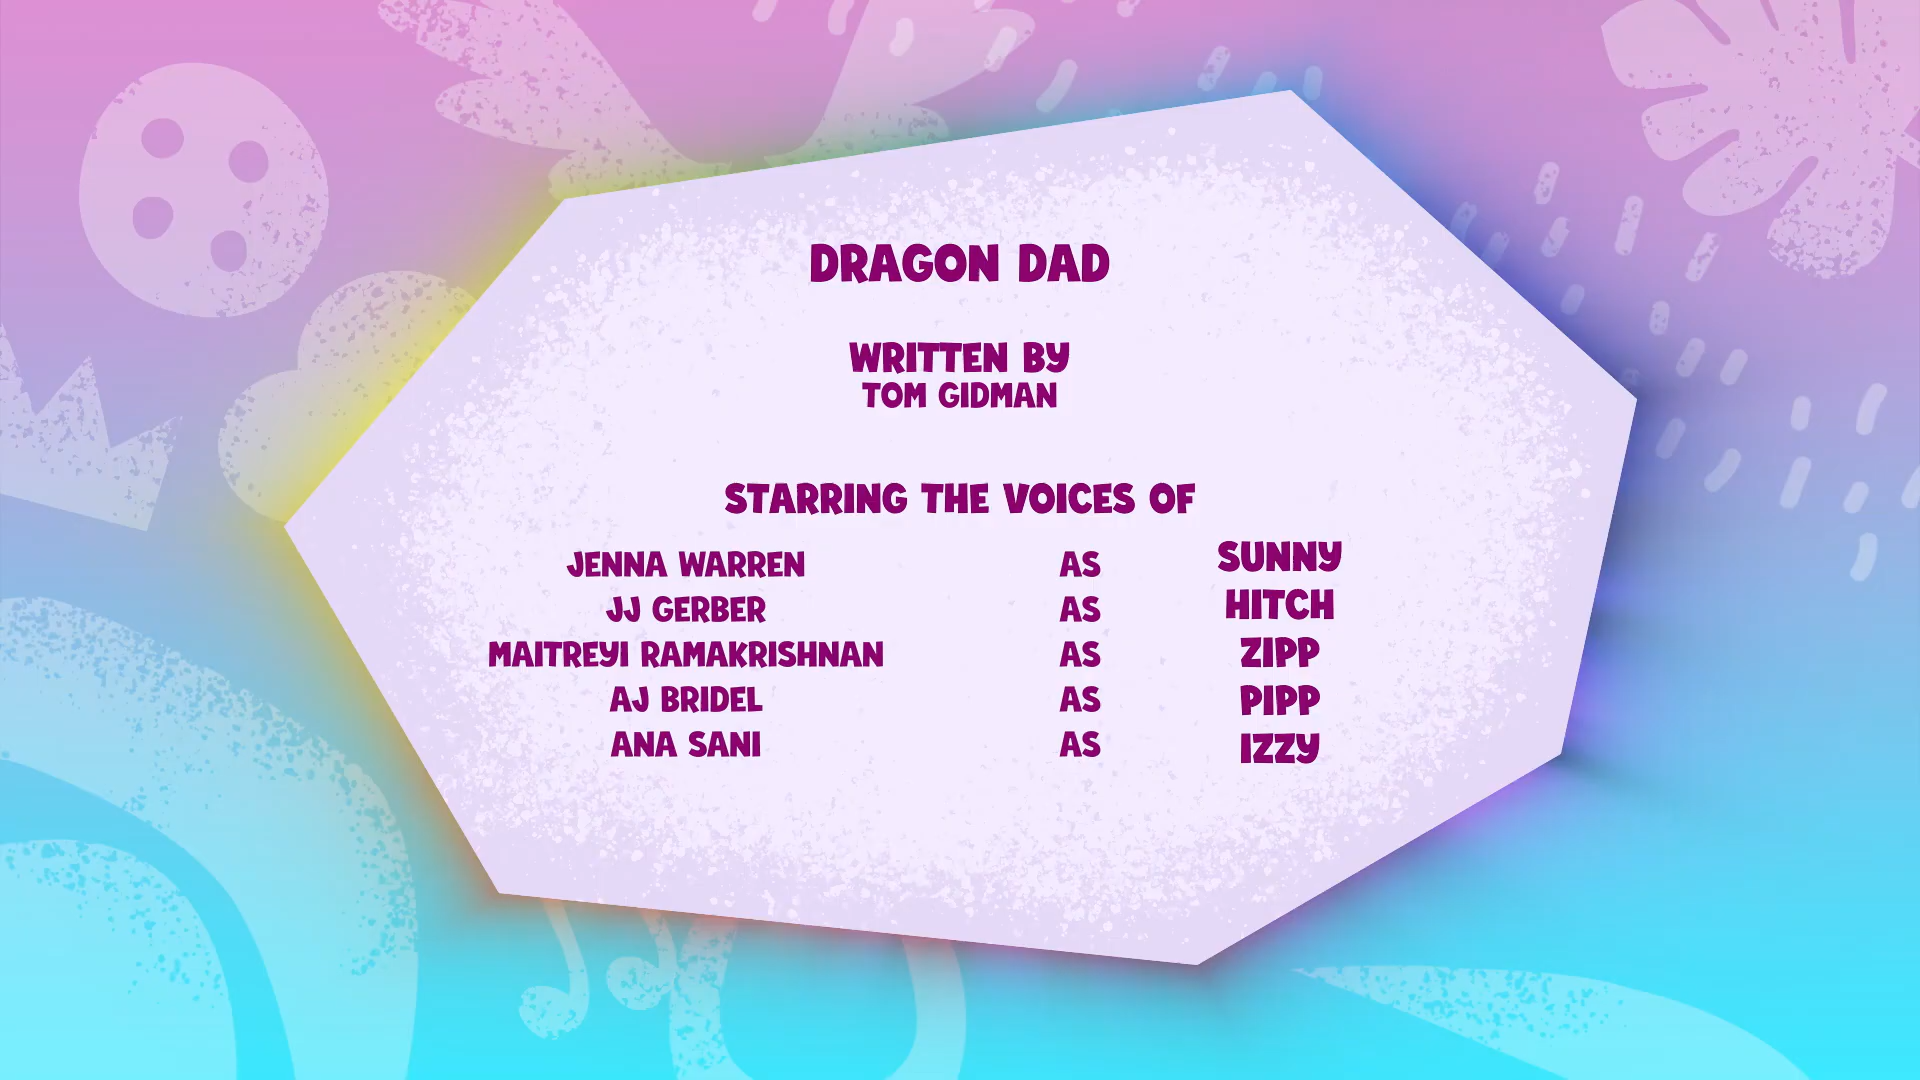 DRAGON DAD
WRITTEN BY
TOM GIDMAN
STARRING THE VOICES OF
JENNA WARREN AS SUNNY
JJ GERBER AS HITCH
MAITREYI RAMAKRISHNAN AS ZIPP
AJ BRIDEL AS PIPP
ANA SANI AS IZZY